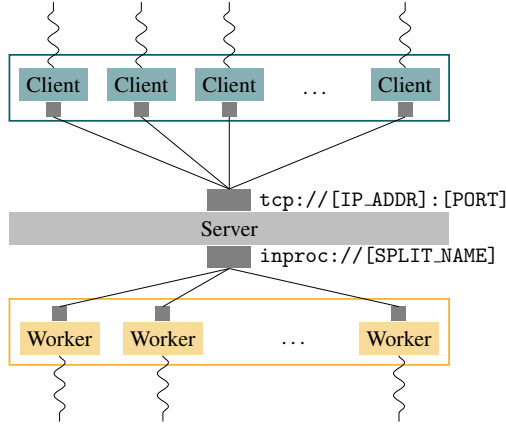 Client Client Client ... Client
tcp://[IP_ADDR]:[PORT]
Server
inproc://[SPLIT_NAME]
Worker Worker ... Worker